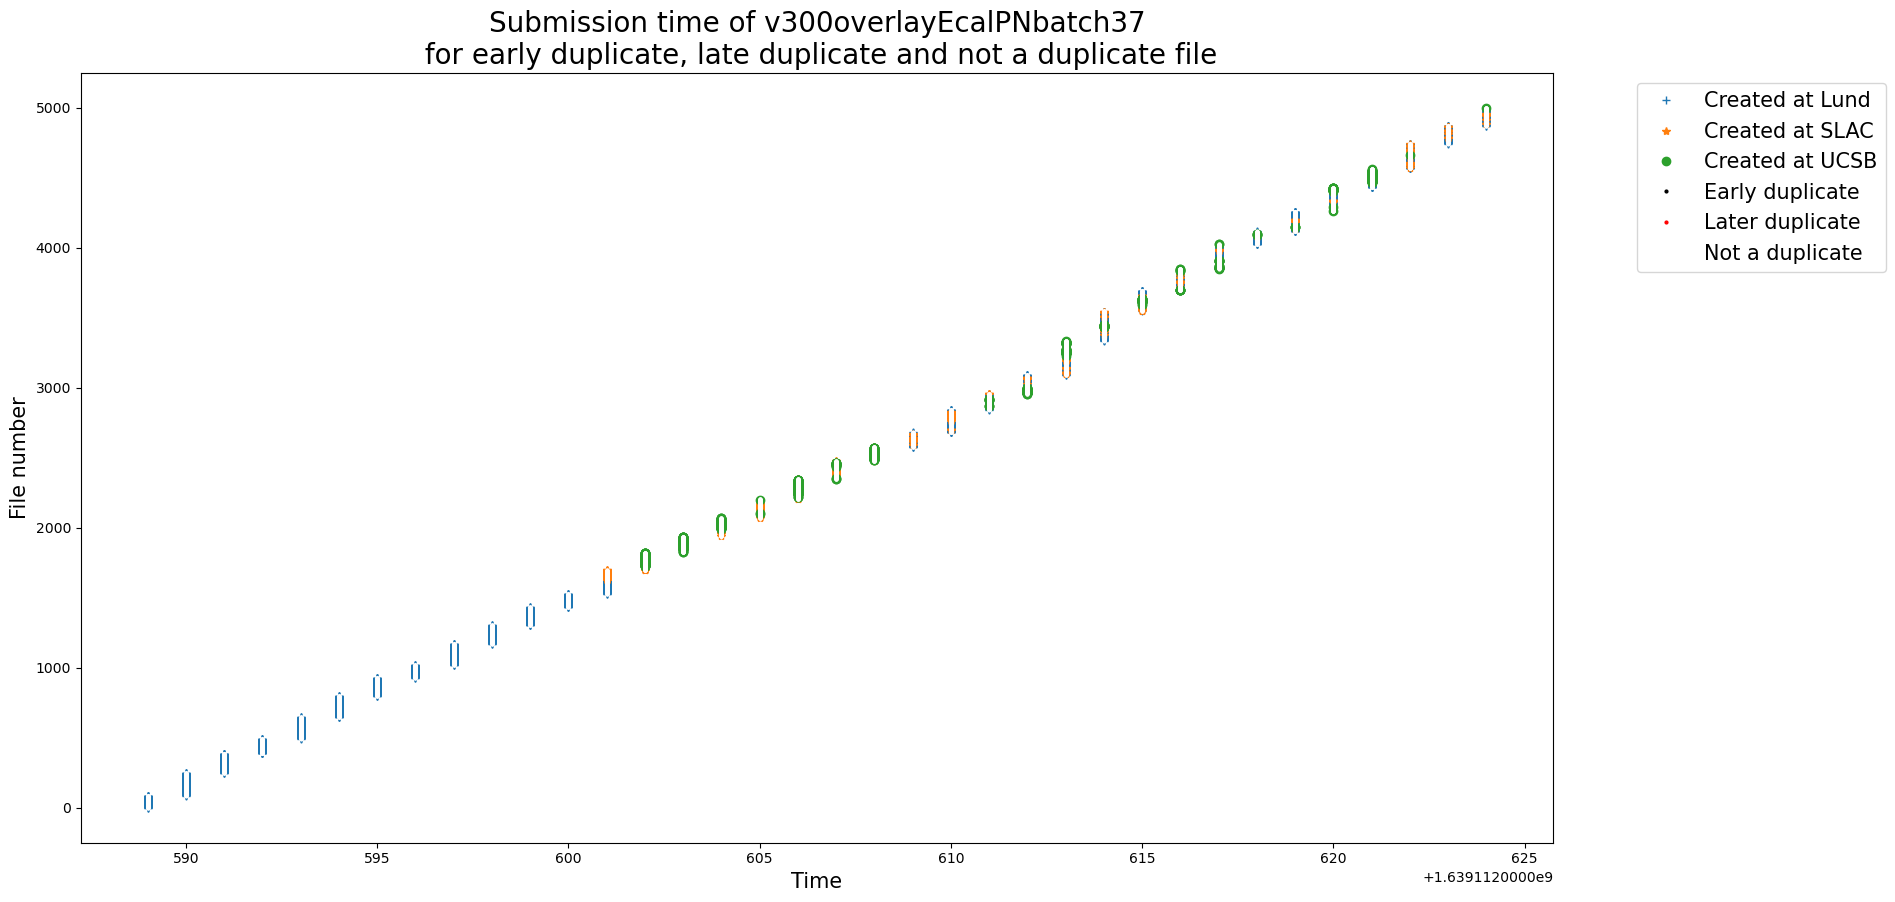 Submission time of v300overlayEcalPNbatch37
for early duplicate, late duplicate and not a duplicate file
Created at Lund
Created at SLAC
Created at UCSB
Early duplicate
Later duplicate
Not a duplicate
File number
5000
4000
3000
2000
1000
0
590
595
600
605
610
615
620
625
+1.6391120000e9
Time